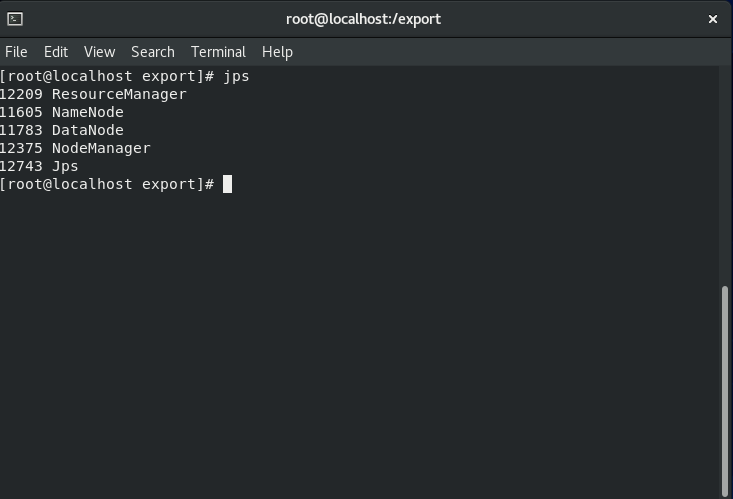 root@localhost:/export
File Edit View Search Terminal Help
[root@localhost export]# jps
12209 ResourceManager
11605 NameNode
11783 DataNode
12375 NodeManager
12743 Jps
[root@localhost export]#